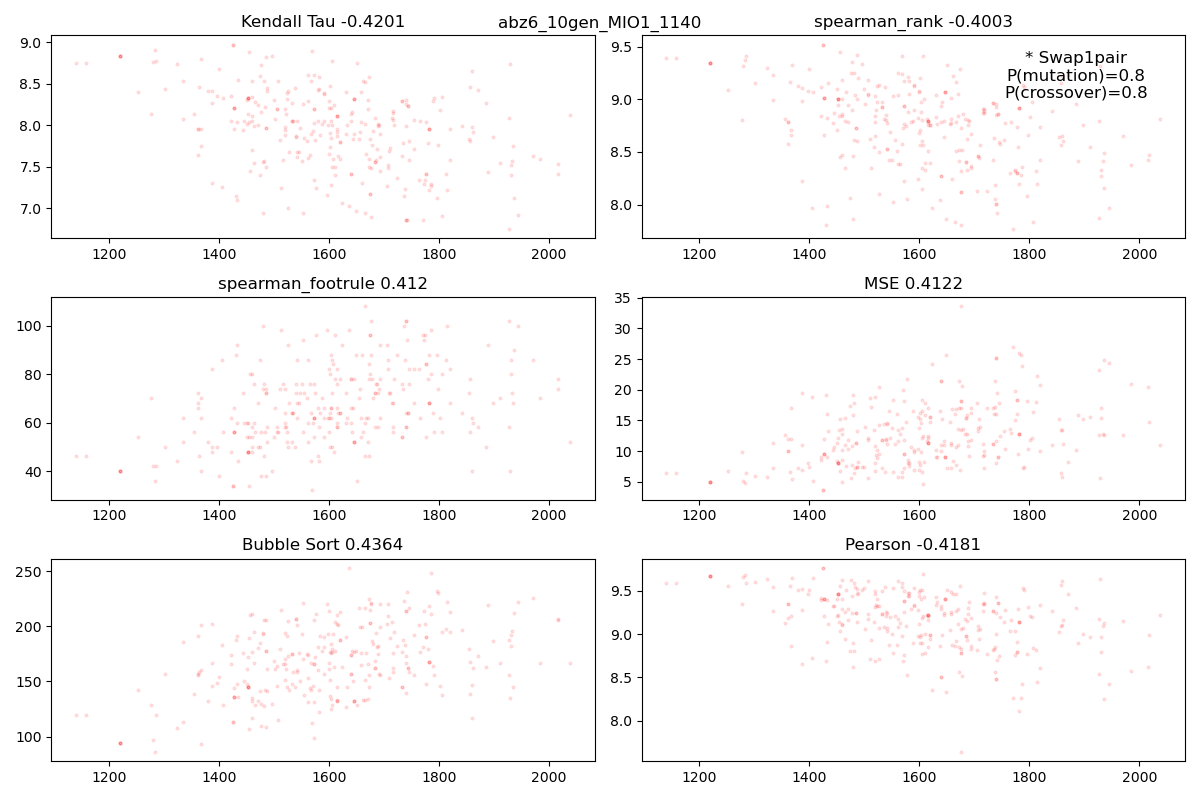 abz6_10gen_MIO1_1140
Kendall Tau -0.4201
9.0
8.5
8.0
7.5
7.0
1200 1400 1600 1800 2000
spearman_rank -0.4003
* Swap1pair
P(mutation)=0.8
P(crossover)=0.8
9.5
9.0
8.5
8.0
1200 1400 1600 1800 2000
spearman_footrule 0.412
100
80
60
40
1200 1400 1600 1800 2000
MSE 0.4122
35
30
25
20
15
10
5
1200 1400 1600 1800 2000
Bubble Sort 0.4364
250
200
150
100
1200 1400 1600 1800 2000
Pearson -0.4181
9.5
9.0
8.5
8.0
1200 1400 1600 1800 2000